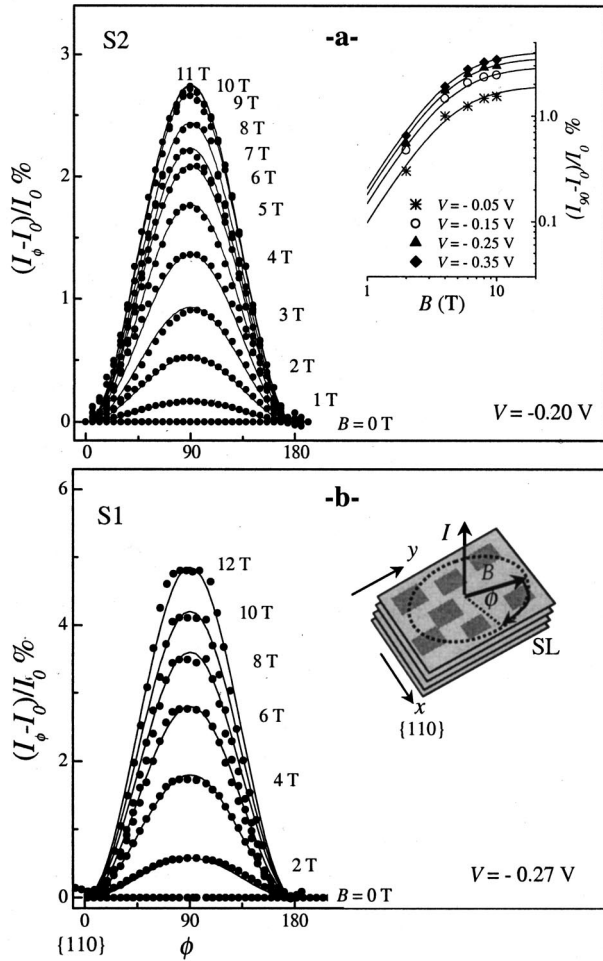 S2
-a-
3
2
1
0
(I_ϕ-I_0)/I_0 %
11 T
10 T
9 T
8 T
7 T
6 T
5 T
4 T
3 T
2 T
1 T
B = 0 T
0
90
180
V = -0.20 V
1.0
0.1
(I_90-I_0)/I_0 %
V = - 0.05 V
V = - 0.15 V
V = - 0.25 V
V = - 0.35 V
1
10
B (T)
S1
-b-
6
4
2
0
(I_ϕ-I_0)/I_0 %
12 T
10 T
8 T
6 T
4 T
2 T
B = 0 T
I
y
B
ϕ
SL
x
{110}
V = - 0.27 V
0
90
180
{110}
ϕ